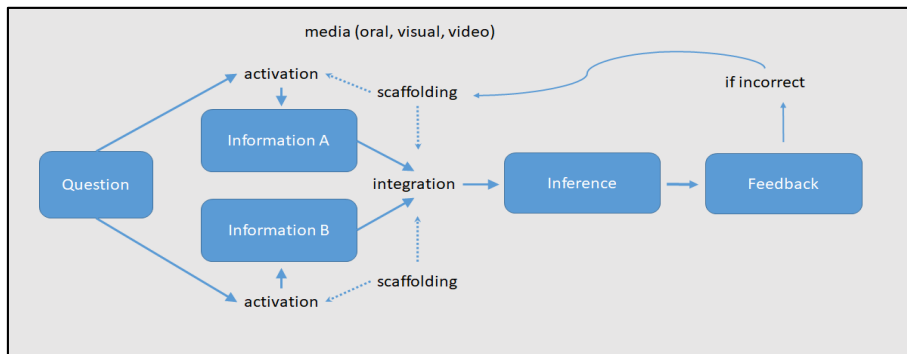 media (oral, visual, video)
activation
scaffolding
if incorrect
Information A
Question
integration
Inference
Feedback
Information B
scaffolding
activation